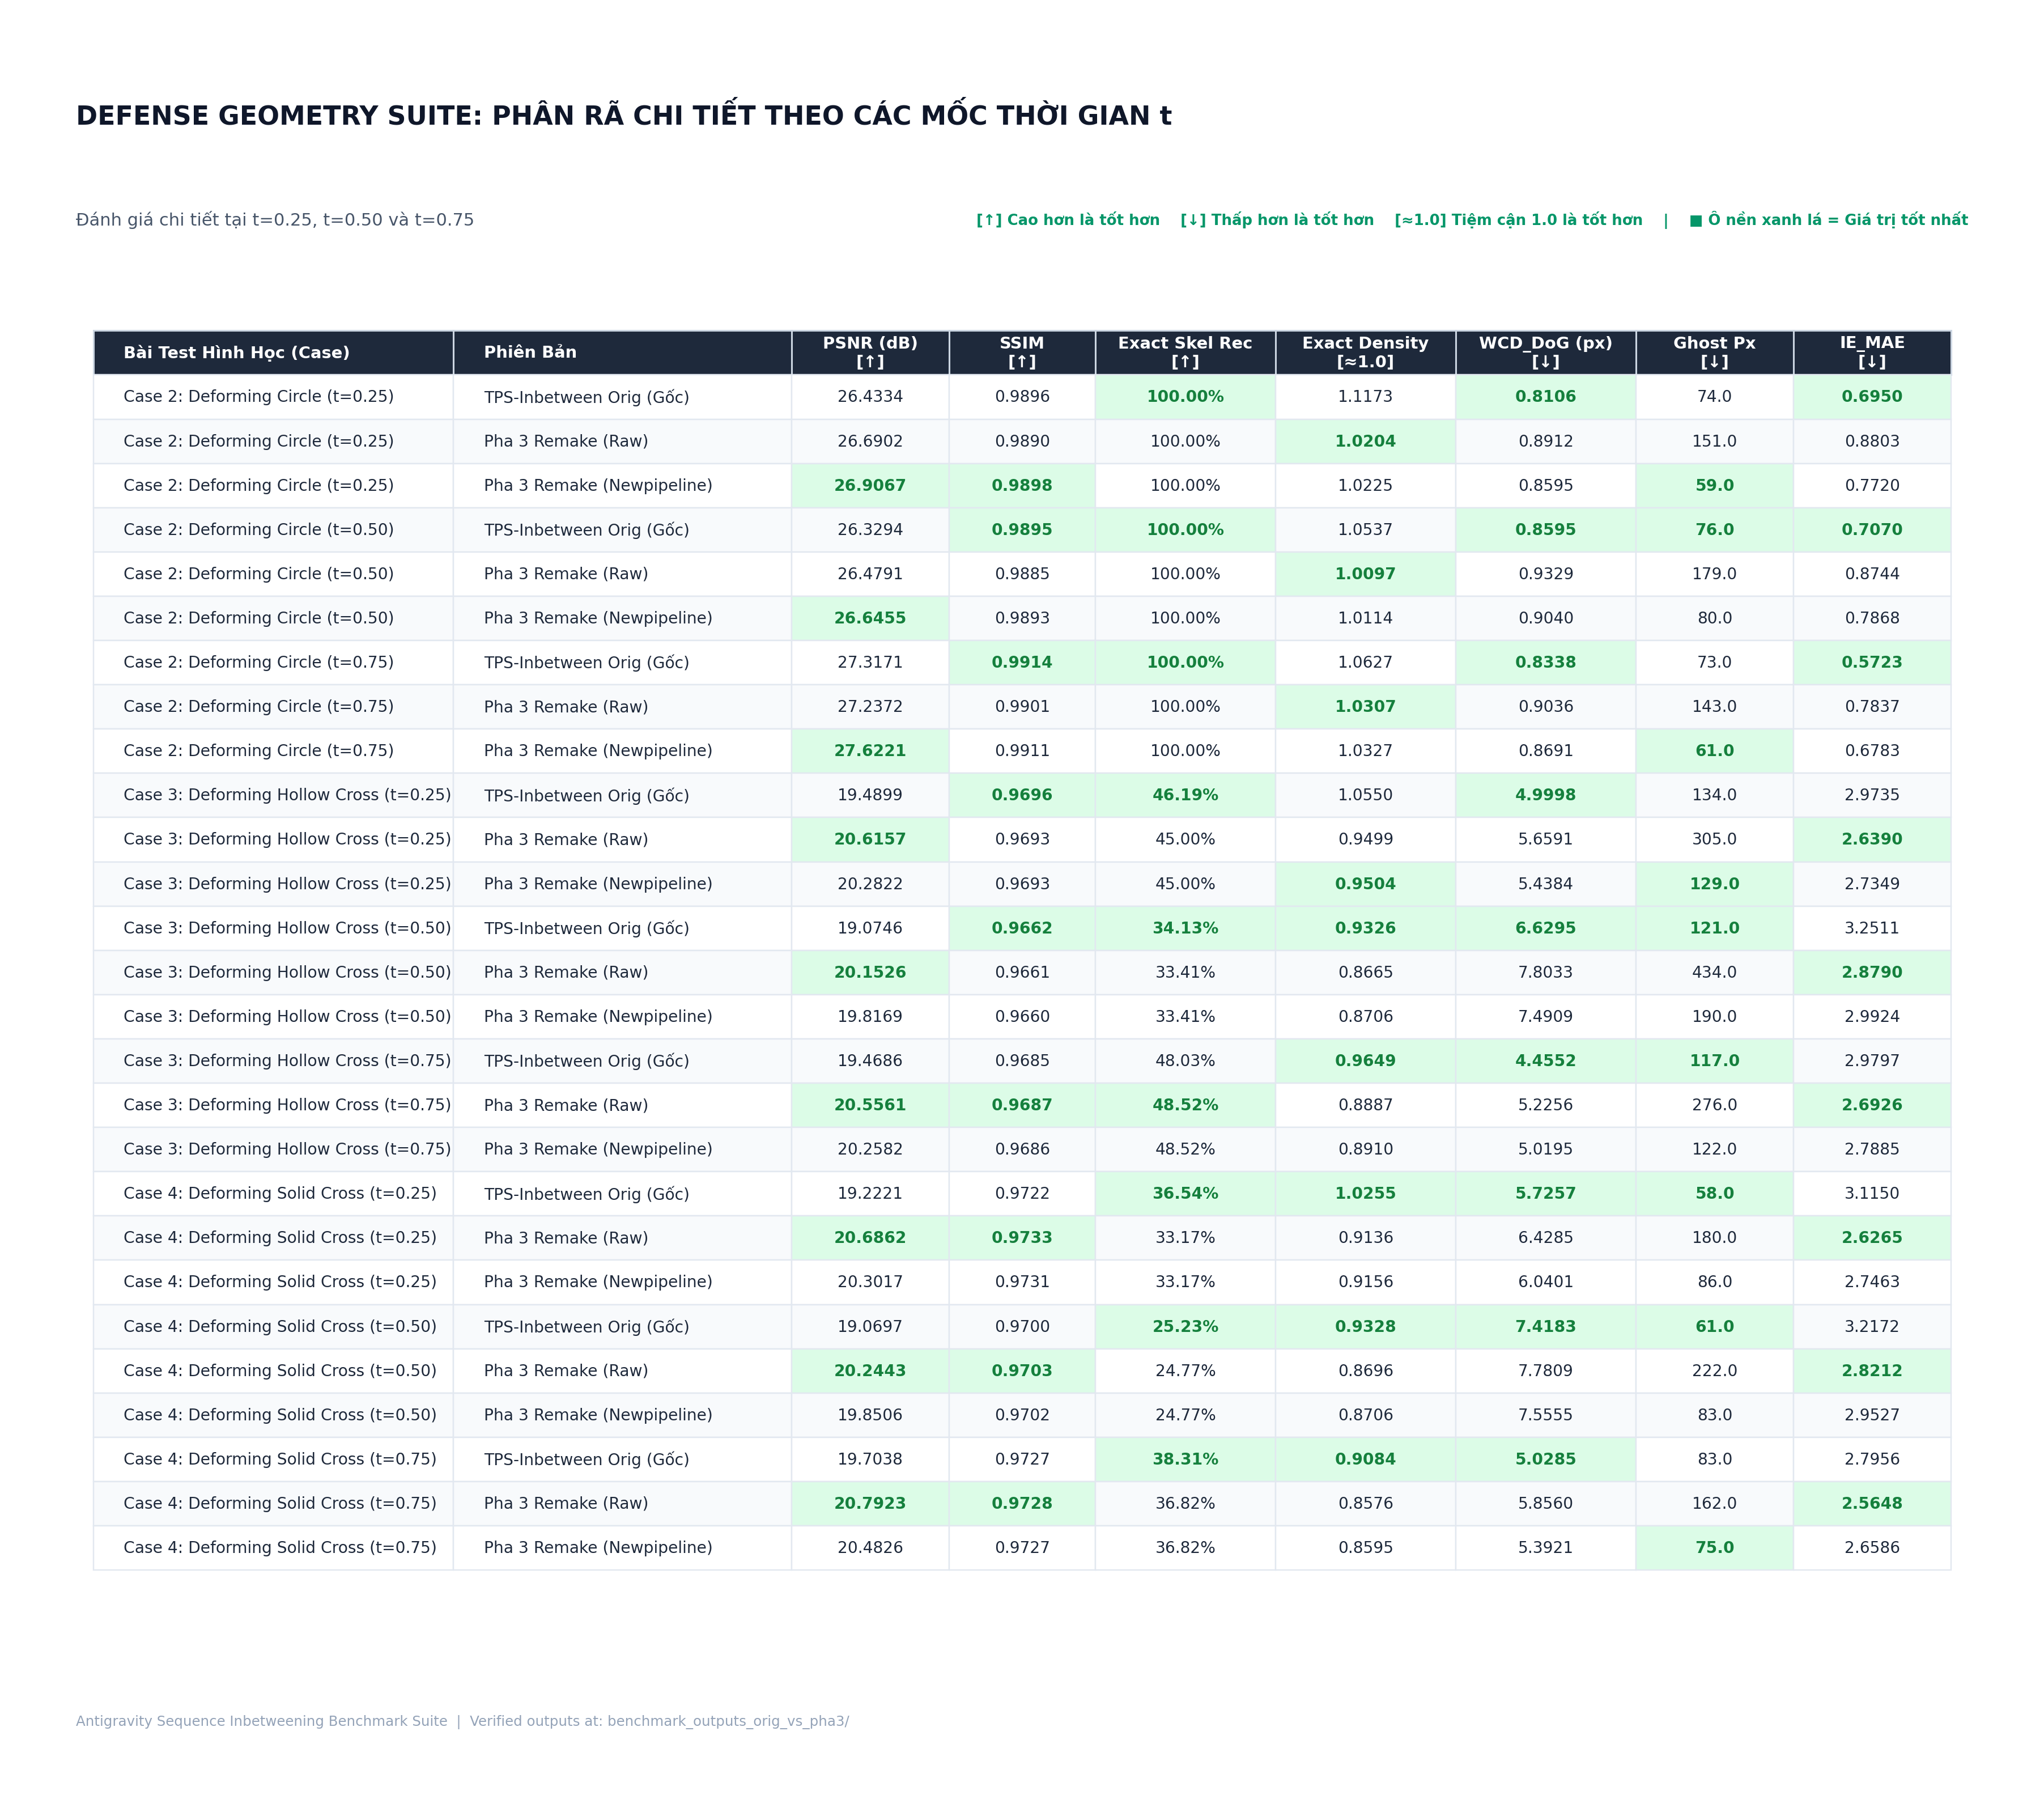 DEFENSE GEOMETRY SUITE: PHÂN RÃ CHI TIẾT THEO CÁC MỐC THỜI GIAN t
Đánh giá chi tiết tại t=0.25, t=0.50 và t=0.75
[↑] Cao hơn là tốt hơn [↓] Thấp hơn là tốt hơn [≈1.0] Tiệm cận 1.0 là tốt hơn | ■ Ô nền xanh lá = Giá trị tốt nhất
Bài Test Hình Học (Case) Phiên Bản PSNR (dB) [↑] SSIM [↑] Exact Skel Rec [↑] Exact Density [≈1.0] WCD_DoG (px) [↓] Ghost Px [↓] IE_MAE [↓]
Case 2: Deforming Circle (t=0.25) TPS-Inbetween Orig (Gốc) 26.4334 0.9896 100.00% 1.1173 0.8106 74.0 0.6950
Case 2: Deforming Circle (t=0.25) Pha 3 Remake (Raw) 26.6902 0.9890 100.00% 1.0204 0.8912 151.0 0.8803
Case 2: Deforming Circle (t=0.25) Pha 3 Remake (Newpipeline) 26.9067 0.9898 100.00% 1.0225 0.8595 59.0 0.7720
Case 2: Deforming Circle (t=0.50) TPS-Inbetween Orig (Gốc) 26.3294 0.9895 100.00% 1.0537 0.8595 76.0 0.7070
Case 2: Deforming Circle (t=0.50) Pha 3 Remake (Raw) 26.4791 0.9885 100.00% 1.0097 0.9329 179.0 0.8744
Case 2: Deforming Circle (t=0.50) Pha 3 Remake (Newpipeline) 26.6455 0.9893 100.00% 1.0114 0.9040 80.0 0.7868
Case 2: Deforming Circle (t=0.75) TPS-Inbetween Orig (Gốc) 27.3171 0.9914 100.00% 1.0627 0.8338 73.0 0.5723
Case 2: Deforming Circle (t=0.75) Pha 3 Remake (Raw) 27.2372 0.9901 100.00% 1.0307 0.9036 143.0 0.7837
Case 2: Deforming Circle (t=0.75) Pha 3 Remake (Newpipeline) 27.6221 0.9911 100.00% 1.0327 0.8691 61.0 0.6783
Case 3: Deforming Hollow Cross (t=0.25) TPS-Inbetween Orig (Gốc) 19.4899 0.9696 46.19% 1.0550 4.9998 134.0 2.9735
Case 3: Deforming Hollow Cross (t=0.25) Pha 3 Remake (Raw) 20.6157 0.9693 45.00% 0.9499 5.6591 305.0 2.6390
Case 3: Deforming Hollow Cross (t=0.25) Pha 3 Remake (Newpipeline) 20.2822 0.9693 45.00% 0.9504 5.4384 129.0 2.7349
Case 3: Deforming Hollow Cross (t=0.50) TPS-Inbetween Orig (Gốc) 19.0746 0.9662 34.13% 0.9326 6.6295 121.0 3.2511
Case 3: Deforming Hollow Cross (t=0.50) Pha 3 Remake (Raw) 20.1526 0.9661 33.41% 0.8665 7.8033 434.0 2.8790
Case 3: Deforming Hollow Cross (t=0.50) Pha 3 Remake (Newpipeline) 19.8169 0.9660 33.41% 0.8706 7.4909 190.0 2.9924
Case 3: Deforming Hollow Cross (t=0.75) TPS-Inbetween Orig (Gốc) 19.4686 0.9685 48.03% 0.9649 4.4552 117.0 2.9797
Case 3: Deforming Hollow Cross (t=0.75) Pha 3 Remake (Raw) 20.5561 0.9687 48.52% 0.8887 5.2256 276.0 2.6926
Case 3: Deforming Hollow Cross (t=0.75) Pha 3 Remake (Newpipeline) 20.2582 0.9686 48.52% 0.8910 5.0195 122.0 2.7885
Case 4: Deforming Solid Cross (t=0.25) TPS-Inbetween Orig (Gốc) 19.2221 0.9722 36.54% 1.0255 5.7257 58.0 3.1150
Case 4: Deforming Solid Cross (t=0.25) Pha 3 Remake (Raw) 20.6862 0.9733 33.17% 0.9136 6.4285 180.0 2.6265
Case 4: Deforming Solid Cross (t=0.25) Pha 3 Remake (Newpipeline) 20.3017 0.9731 33.17% 0.9156 6.0401 86.0 2.7463
Case 4: Deforming Solid Cross (t=0.50) TPS-Inbetween Orig (Gốc) 19.0697 0.9700 25.23% 0.9328 7.4183 61.0 3.2172
Case 4: Deforming Solid Cross (t=0.50) Pha 3 Remake (Raw) 20.2443 0.9703 24.77% 0.8696 7.7809 222.0 2.8212
Case 4: Deforming Solid Cross (t=0.50) Pha 3 Remake (Newpipeline) 19.8506 0.9702 24.77% 0.8706 7.5555 83.0 2.9527
Case 4: Deforming Solid Cross (t=0.75) TPS-Inbetween Orig (Gốc) 19.7038 0.9727 38.31% 0.9084 5.0285 83.0 2.7956
Case 4: Deforming Solid Cross (t=0.75) Pha 3 Remake (Raw) 20.7923 0.9728 36.82% 0.8576 5.8560 162.0 2.5648
Case 4: Deforming Solid Cross (t=0.75) Pha 3 Remake (Newpipeline) 20.4826 0.9727 36.82% 0.8595 5.3921 75.0 2.6586
Antigravity Sequence Inbetweening Benchmark Suite | Verified outputs at: benchmark_outputs_orig_vs_pha3/